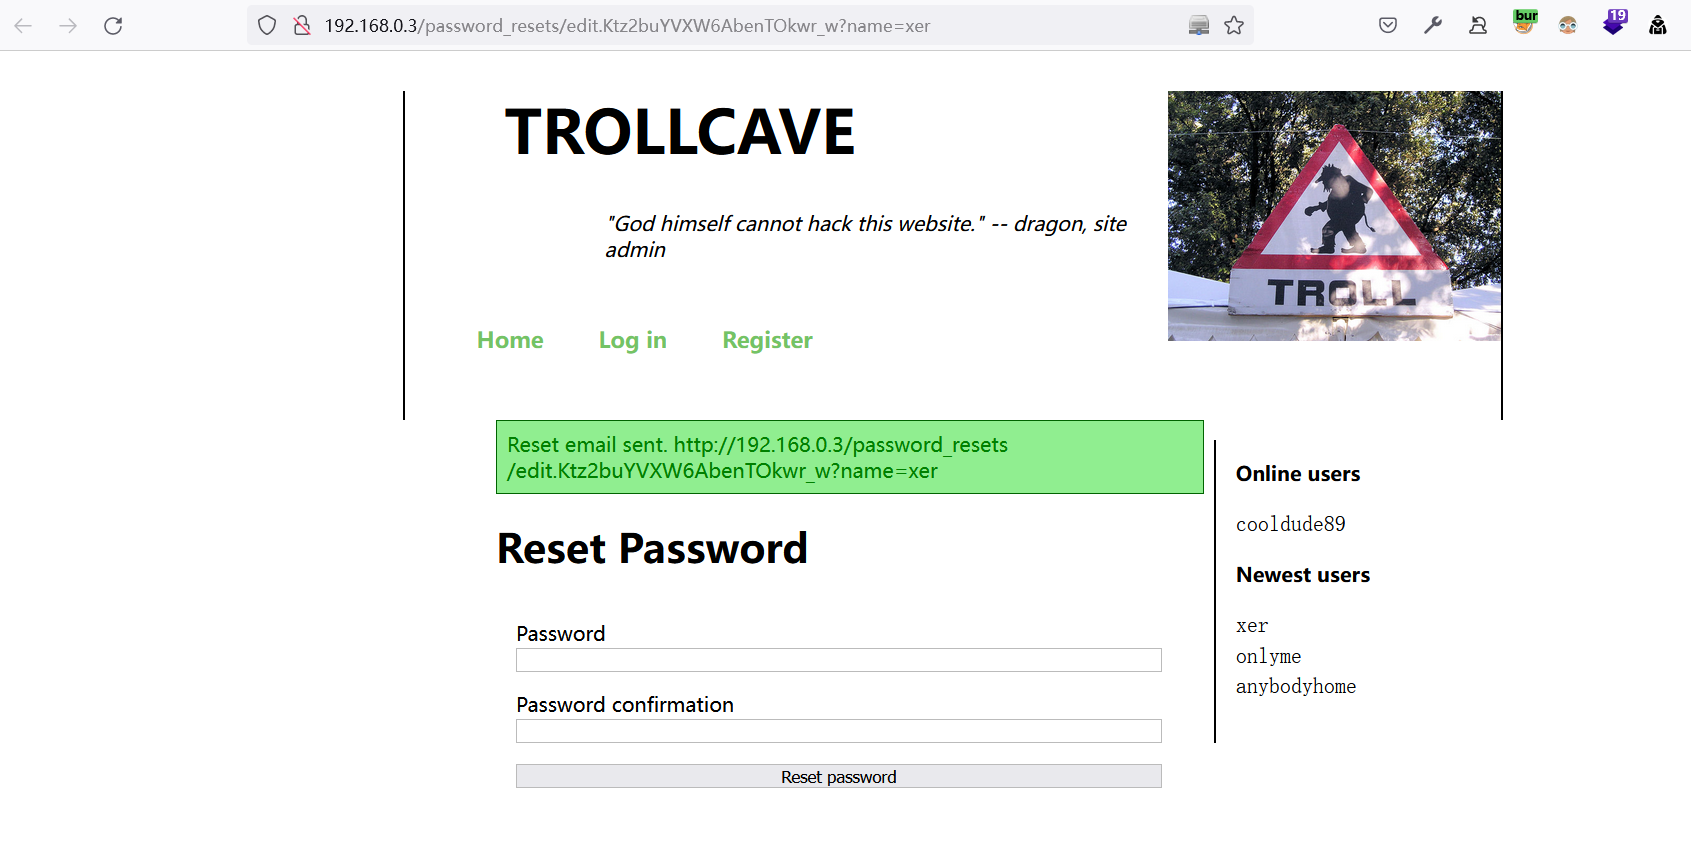 192.168.0.3/password_resets/edit.Ktz2buYVXW6AbenTOkwr_w?name=xer
bur
19
TROLLCAVE
"God himself cannot hack this website." -- dragon, site
admin
TROLL
Home
Log in
Register
Reset email sent. http://192.168.0.3/password_resets
/edit.Ktz2buYVXW6AbenTOkwr_w?name=xer
Reset Password
Password
Password confirmation
Reset password
Online users
cooldude89
Newest users
xer
onlyme
anybodyhome